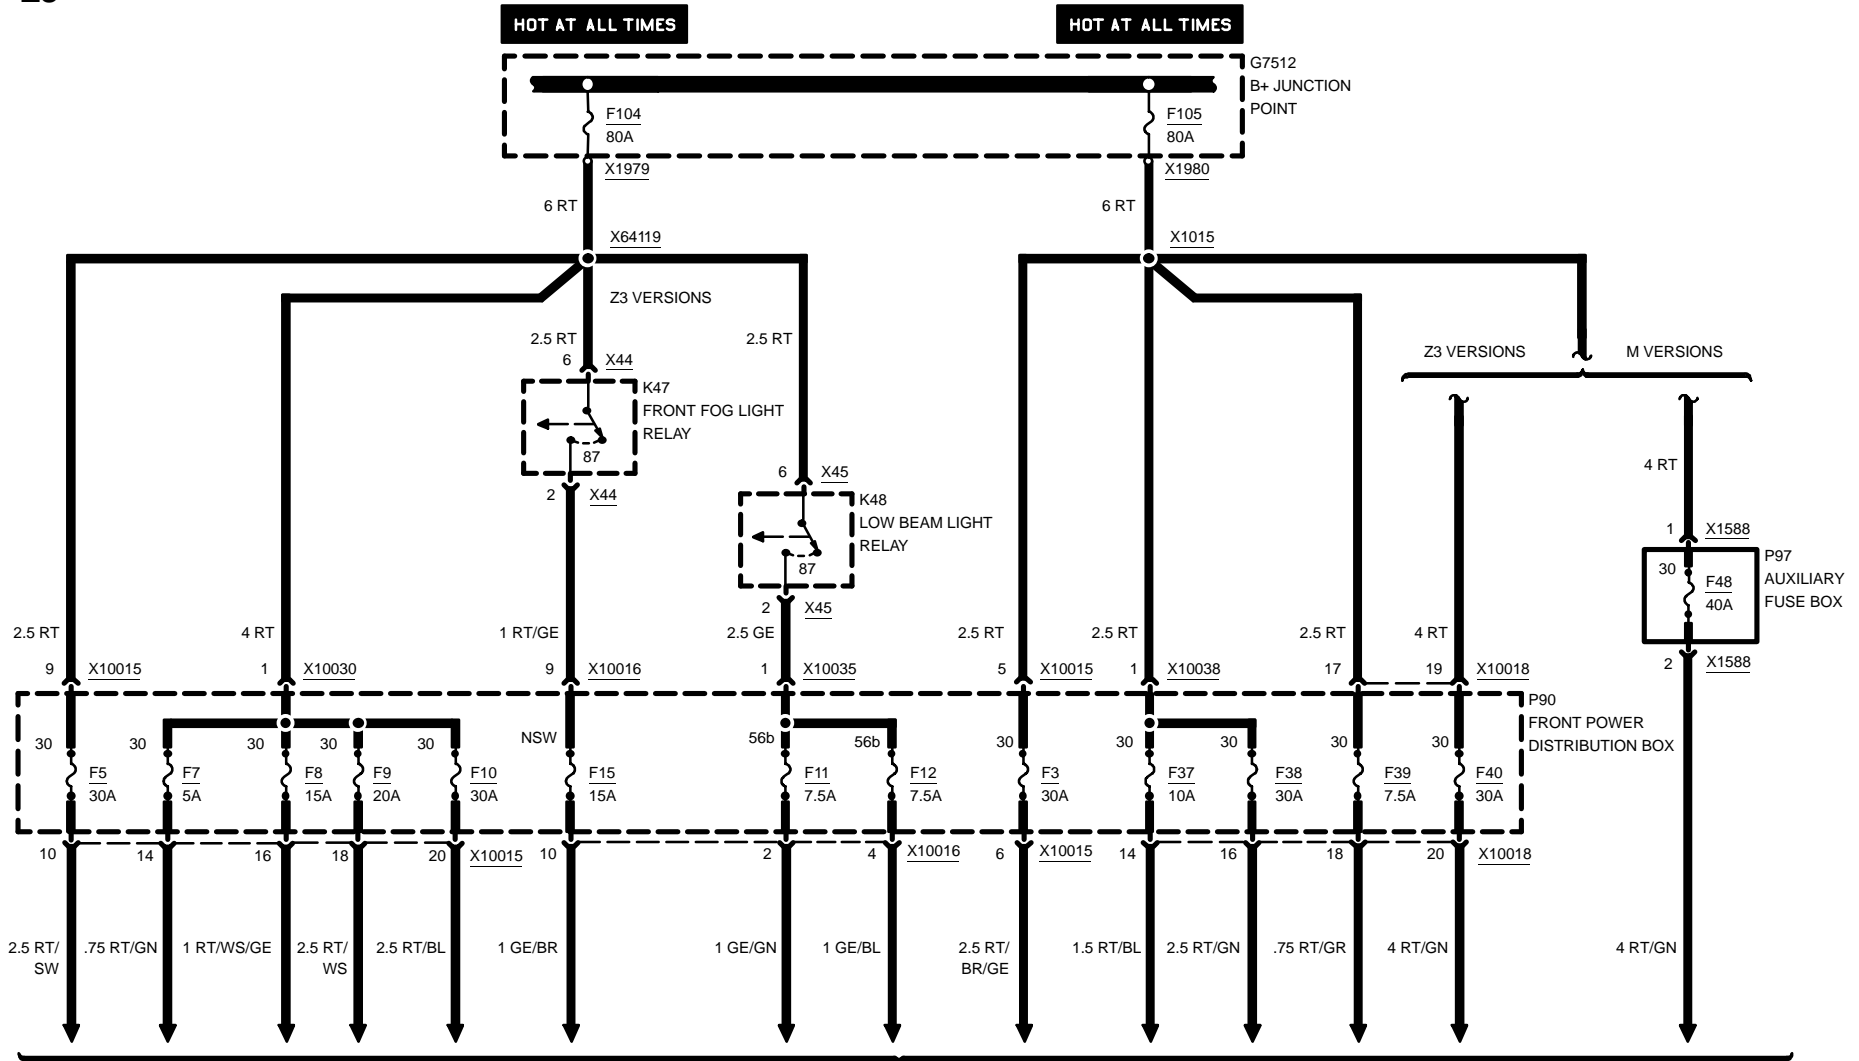 HOT AT ALL TIMES
HOT AT ALL TIMES
G7512
B+ JUNCTION
POINT
F104
80A
F105
80A
X1979
X1980
6 RT
6 RT
X64119
X1015
Z3 VERSIONS
2.5 RT
2.5 RT
6
X44
Z3 VERSIONS
M VERSIONS
K47
FRONT FOG LIGHT
RELAY
87
2
X44
4 RT
6
X45
K48
LOW BEAM LIGHT
RELAY
87
2
X45
1
X1588
P97
AUXILIARY
FUSE BOX
30
F48
40A
2
X1588
2.5 RT
4 RT
1 RT/GE
2.5 GE
2.5 RT
2.5 RT
2.5 RT
4 RT
9
X10015
1
X10030
9
X10016
1
X10035
5
X10015
1
X10038
17
19
X10018
P90
FRONT POWER
DISTRIBUTION BOX
30
30
30
30
30
NSW
56b
56b
30
30
30
30
30
F5
30A
F7
5A
F8
15A
F9
20A
F10
30A
F15
15A
F11
7.5A
F12
7.5A
F3
30A
F37
10A
F38
30A
F39
7.5A
F40
30A
10
14
16
18
20
X10015
10
2
4
X10016
6
X10015
14
16
18
20
X10018
2.5 RT/
SW
.75 RT/GN
1 RT/WS/GE
2.5 RT/
WS
2.5 RT/BL
1 GE/BR
1 GE/GN
1 GE/BL
2.5 RT/
BR/GE
1.5 RT/BL
2.5 RT/GN
.75 RT/GR
4 RT/GN
4 RT/GN